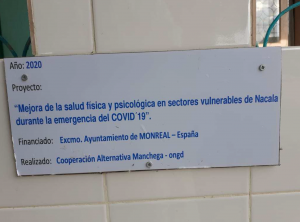 Año: 2020
Proyecto:
"Mejora de la salud física y psicológica en sectores vulnerables de Nacala
durante la emergencia del COVID´19".
Financiado: Excmo. Ayuntamiento de MONREAL – España
Realizado: Cooperación Alternativa Manchega - ongd